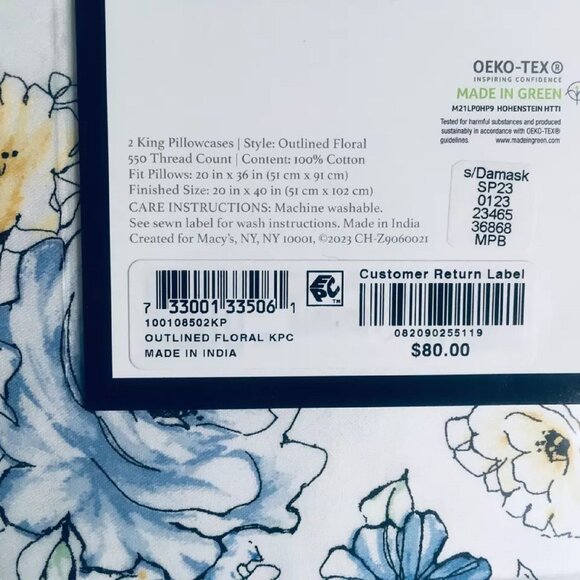 OEKO-TEX®
INSPIRING CONFIDENCE
MADE IN GREEN
M21LP0HP9 HOHENSTEIN HTTI
Tested for harmful substances and produced
sustainably in accordance with OEKO-TEX®
guidelines. www.madeingreen.com
2 King Pillowcases | Style: Outlined Floral
550 Thread Count | Content: 100% Cotton
Fit Pillows: 20 in x 36 in (51 cm x 91 cm)
Finished Size: 20 in x 40 in (51 cm x 102 cm)
CARE INSTRUCTIONS: Machine washable.
See sewn label for wash instructions. Made in India
Created for Macy's, NY, NY 10001, ©2023 CH-Z9060021
s/Damask
SP23
0123
23465
36868
MPB
7 33001 33506 1
100108502KP
OUTLINED FLORAL KPC
MADE IN INDIA
EPC™
Customer Return Label
082090255119
$80.00